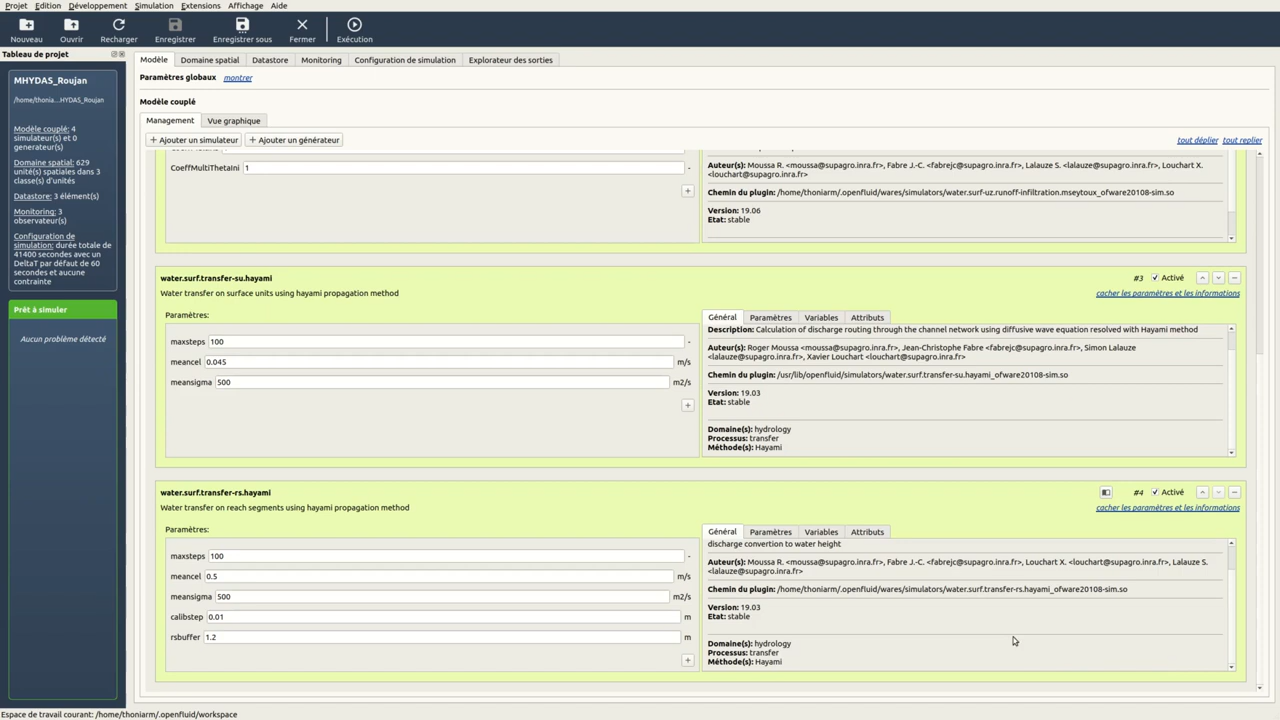 Projet Edition Développement Simulation Extensions Affichage Aide
Nouveau Ouvrir Recharger Enregistrer Enregistrer sous Fermer Exécution
Tableau de projet
MHYDAS_Roujan
/home/thonia...HYDAS_Roujan
Modèle couplé: 4
simulateur(s) et 0
generateur(s)
Domaine spatial: 629
unité(s) spatiales dans 3
classe(s) d'unités
Datastore: 3 élément(s)
Monitoring: 3
observateur(s)
Configuration de
simulation: durée totale de
41400 secondes avec un
DeltaT par défaut de 60
secondes et aucune
contrainte
Prêt à simuler
Aucun problème détecté
Modèle Domaine spatial Datastore Monitoring Configuration de simulation Explorateur des sorties
Paramètres globaux montrer
Modèle couplé
Management Vue graphique
+ Ajouter un simulateur + Ajouter un générateur tout déplier tout replier
CoeffMultiThetaIni 1 -
+
Auteur(s): Moussa R. <moussa@supagro.inra.fr>, Fabre J.-C. <fabrejc@supagro.inra.fr>, Lalauze S. <lalauze@supagro.inra.fr>, Louchart X.
<louchart@supagro.inra.fr>
Chemin du plugin: /home/thoniarm/.openfluid/wares/simulators/water.surf-uz.runoff-infiltration.mseytoux_ofware20108-sim.so
Version: 19.06
Etat: stable
water.surf.transfer-su.hayami #3 Activé
Water transfer on surface units using hayami propagation method cacher les paramètres et les informations
Paramètres:
maxsteps 100 -
meancel 0.045 m/s
meansigma 500 m2/s
+
Général Paramètres Variables Attributs
Description: Calculation of discharge routing through the channel network using diffusive wave equation resolved with Hayami method
Auteur(s): Roger Moussa <moussa@supagro.inra.fr>, Jean-Christophe Fabre <fabrejc@supagro.inra.fr>, Simon Lalauze
<lalauze@supagro.inra.fr>, Xavier Louchart <louchart@supagro.inra.fr>
Chemin du plugin: /usr/lib/openfluid/simulators/water.surf.transfer-su.hayami_ofware20108-sim.so
Version: 19.03
Etat: stable
Domaine(s): hydrology
Processus: transfer
Méthode(s): Hayami
water.surf.transfer-rs.hayami #4 Activé
Water transfer on reach segments using hayami propagation method cacher les paramètres et les informations
Paramètres:
maxsteps 100 -
meancel 0.5 m/s
meansigma 500 m2/s
calibstep 0.01 m
rsbuffer 1.2 m
+
Général Paramètres Variables Attributs
discharge convertion to water height
Auteur(s): Moussa R. <moussa@supagro.inra.fr>, Fabre J.-C. <fabrejc@supagro.inra.fr>, Louchart X. <louchart@supagro.inra.fr>, Lalauze S.
<lalauze@supagro.inra.fr>
Chemin du plugin: /home/thoniarm/.openfluid/wares/simulators/water.surf.transfer-rs.hayami_ofware20108-sim.so
Version: 19.03
Etat: stable
Domaine(s): hydrology
Processus: transfer
Méthode(s): Hayami
Espace de travail courant: /home/thoniarm/.openfluid/workspace